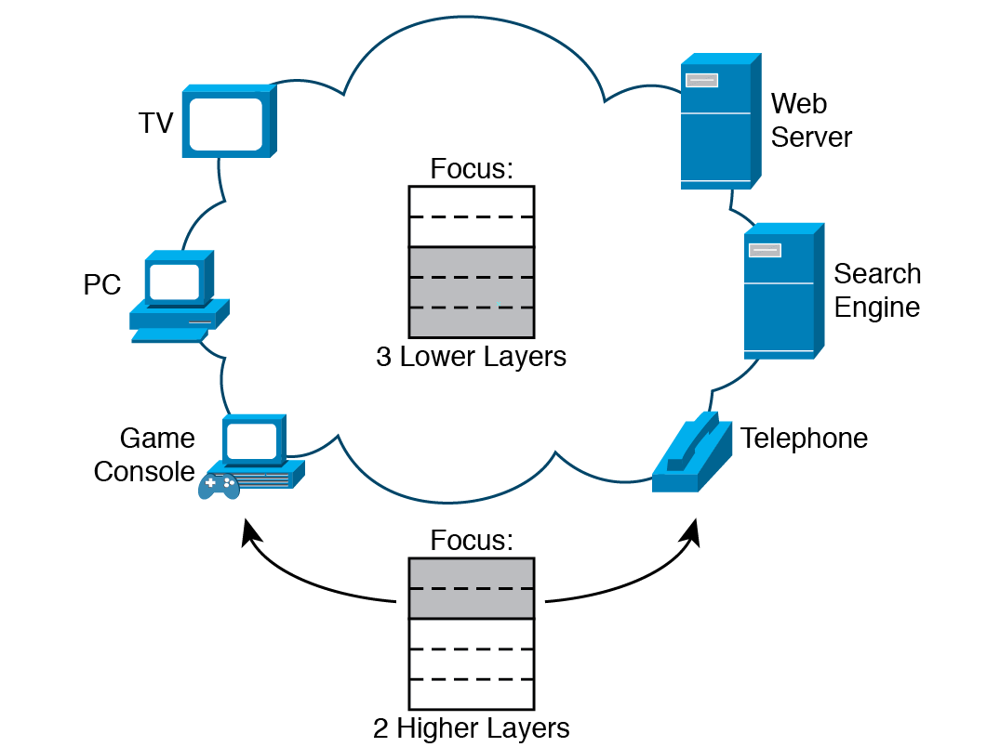 TV
Web
Server
Focus:
PC
Search
Engine
3 Lower Layers
Game
Console
Telephone
Focus:
2 Higher Layers